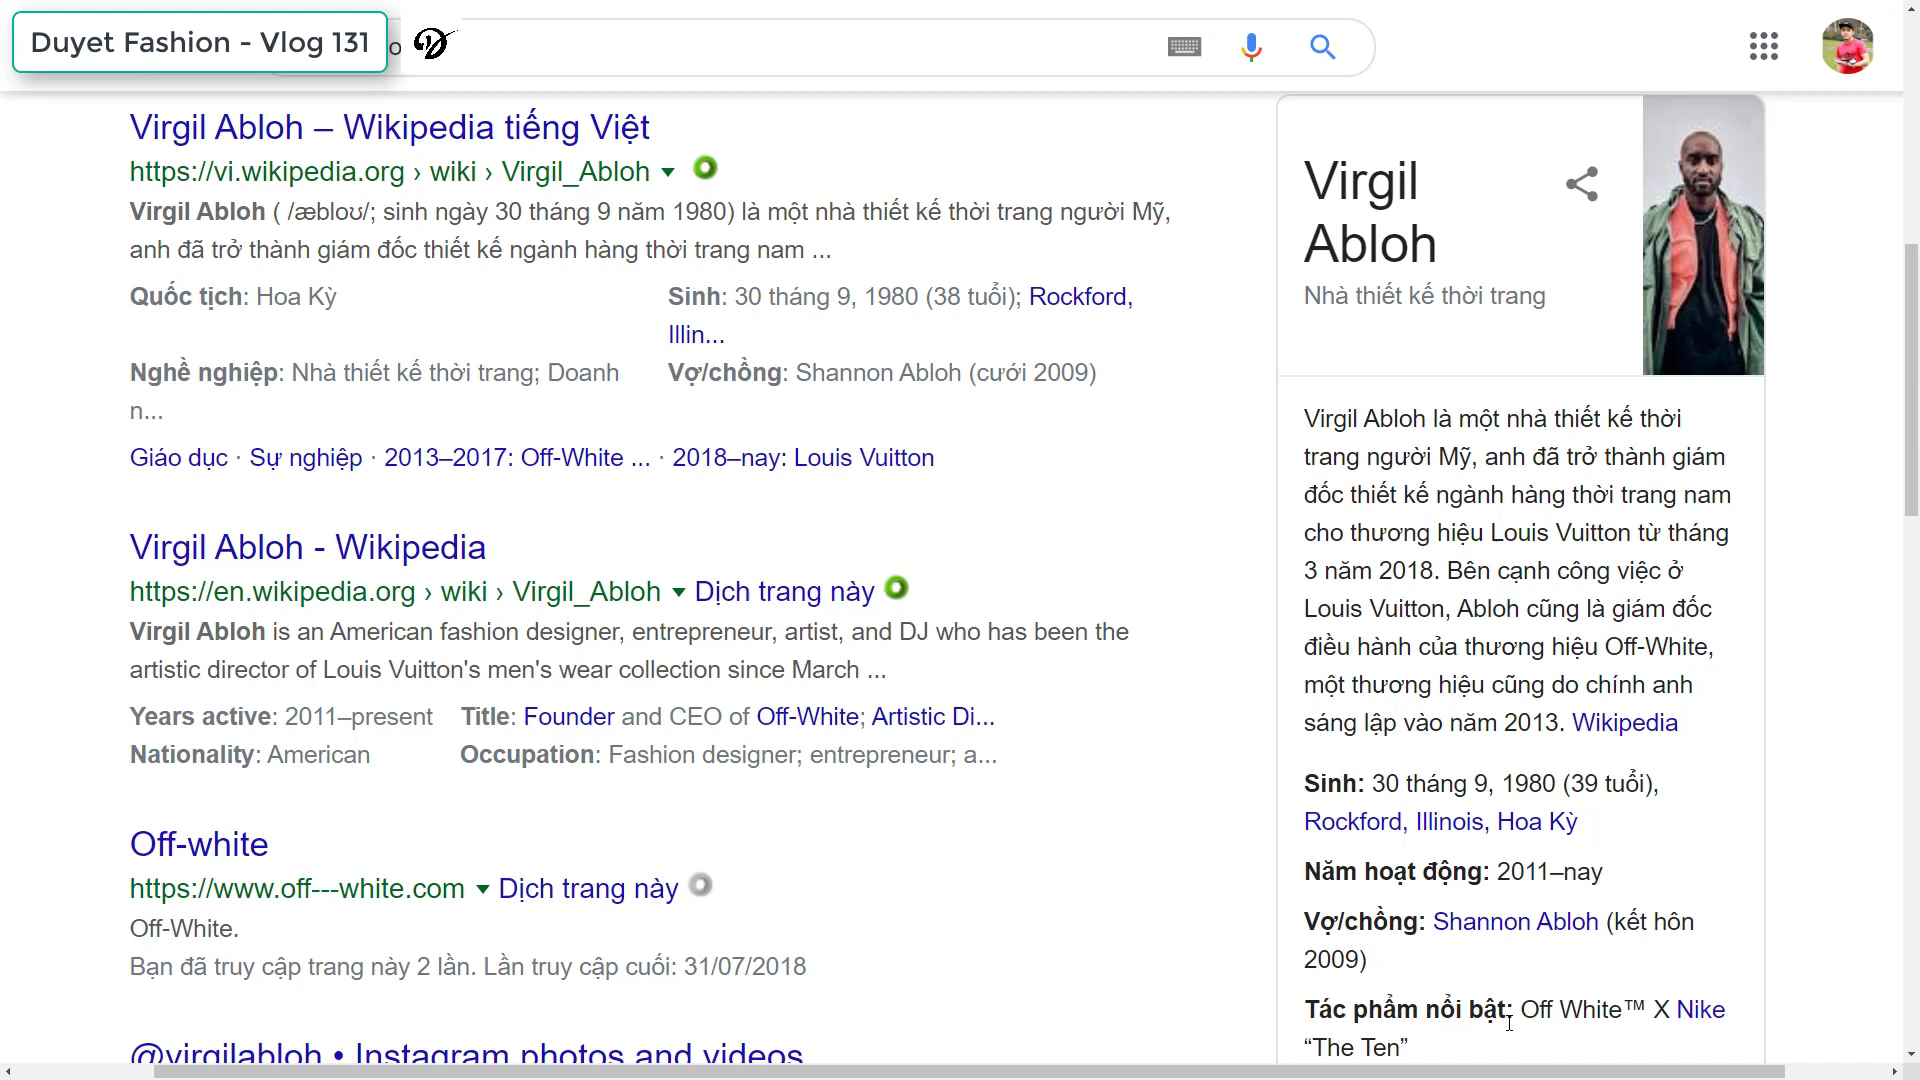 Duyet Fashion - Vlog 131
Virgil Abloh – Wikipedia tiếng Việt
https://vi.wikipedia.org › wiki › Virgil_Abloh
Virgil Abloh ( /æbloʊ/; sinh ngày 30 tháng 9 năm 1980) là một nhà thiết kế thời trang người Mỹ,
anh đã trở thành giám đốc thiết kế ngành hàng thời trang nam ...
Quốc tịch: Hoa Kỳ
Sinh: 30 tháng 9, 1980 (38 tuổi); Rockford,
Illin...
Nghề nghiệp: Nhà thiết kế thời trang; Doanh
n...
Vợ/chồng: Shannon Abloh (cưới 2009)
Giáo dục · Sự nghiệp · 2013–2017: Off-White ... · 2018–nay: Louis Vuitton
Virgil Abloh - Wikipedia
https://en.wikipedia.org › wiki › Virgil_Abloh Dịch trang này
Virgil Abloh is an American fashion designer, entrepreneur, artist, and DJ who has been the
artistic director of Louis Vuitton's men's wear collection since March ...
Years active: 2011–present Title: Founder and CEO of Off-White; Artistic Di...
Nationality: American Occupation: Fashion designer; entrepreneur; a...
Off-white
https://www.off---white.com Dịch trang này
Off-White.
Bạn đã truy cập trang này 2 lần. Lần truy cập cuối: 31/07/2018
@virgilabloh • Instagram photos and videos
Virgil
Abloh
Nhà thiết kế thời trang
Virgil Abloh là một nhà thiết kế thời
trang người Mỹ, anh đã trở thành giám
đốc thiết kế ngành hàng thời trang nam
cho thương hiệu Louis Vuitton từ tháng
3 năm 2018. Bên cạnh công việc ở
Louis Vuitton, Abloh cũng là giám đốc
điều hành của thương hiệu Off-White,
một thương hiệu cũng do chính anh
sáng lập vào năm 2013. Wikipedia
Sinh: 30 tháng 9, 1980 (39 tuổi),
Rockford, Illinois, Hoa Kỳ
Năm hoạt động: 2011–nay
Vợ/chồng: Shannon Abloh (kết hôn
2009)
Tác phẩm nổi bật: Off White™ X Nike
“The Ten”